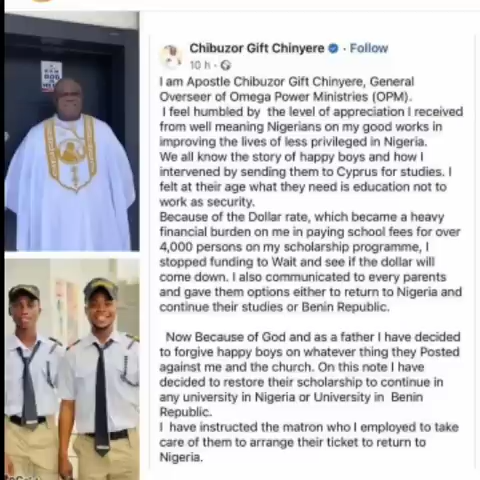 Chibuzor Gift Chinyere · Follow
10 h ·
I am Apostle Chibuzor Gift Chinyere, General
Overseer of Omega Power Ministries (OPM).
I feel humbled by the level of appreciation I received
from well meaning Nigerians on my good works in
improving the lives of less privileged in Nigeria.
We all know the story of happy boys and how I
intervened by sending them to Cyprus for studies. I
felt at their age what they need is education not to
work as security.
Because of the Dollar rate, which became a heavy
financial burden on me in paying school fees for over
4,000 persons on my scholarship programme, I
stopped funding to Wait and see if the dollar will
come down. I also communicated to every parents
and gave them options either to return to Nigeria and
continue their studies or Benin Republic.
Now Because of God and as a father I have decided
to forgive happy boys on whatever thing they Posted
against me and the church. On this note I have
decided to restore their scholarship to continue in
any university in Nigeria or University in Benin
Republic.
I have instructed the matron who I employed to take
care of them to arrange their ticket to return to
Nigeria.